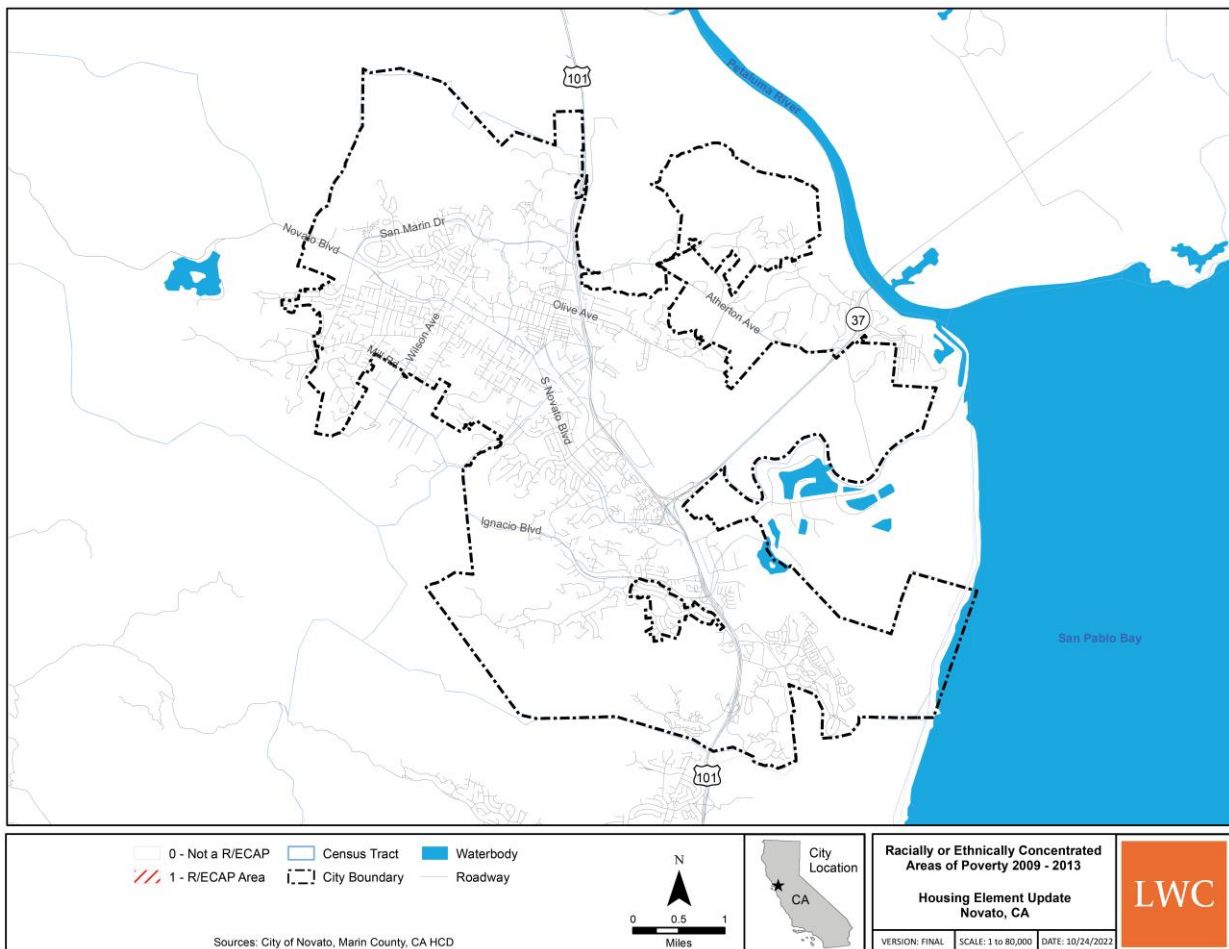 101
Petaluma River
San Marin Dr
Novato Blvd
Wilson Ave
Olive Ave
Atherton Ave
37
Mill Rd
S Novato Blvd
Ignacio Blvd
San Pablo Bay
101
0 - Not a R/ECAP
Census Tract
Waterbody
1 - R/ECAP Area
City Boundary
Roadway
Sources: City of Novato, Marin County, CA HCD
N
0 0.5 1
Miles
City
Location
CA
Racially or Ethnically Concentrated
Areas of Poverty 2009 - 2013
Housing Element Update
Novato, CA
VERSION: FINAL
SCALE: 1 to 80,000
DATE: 10/24/2022
LWC